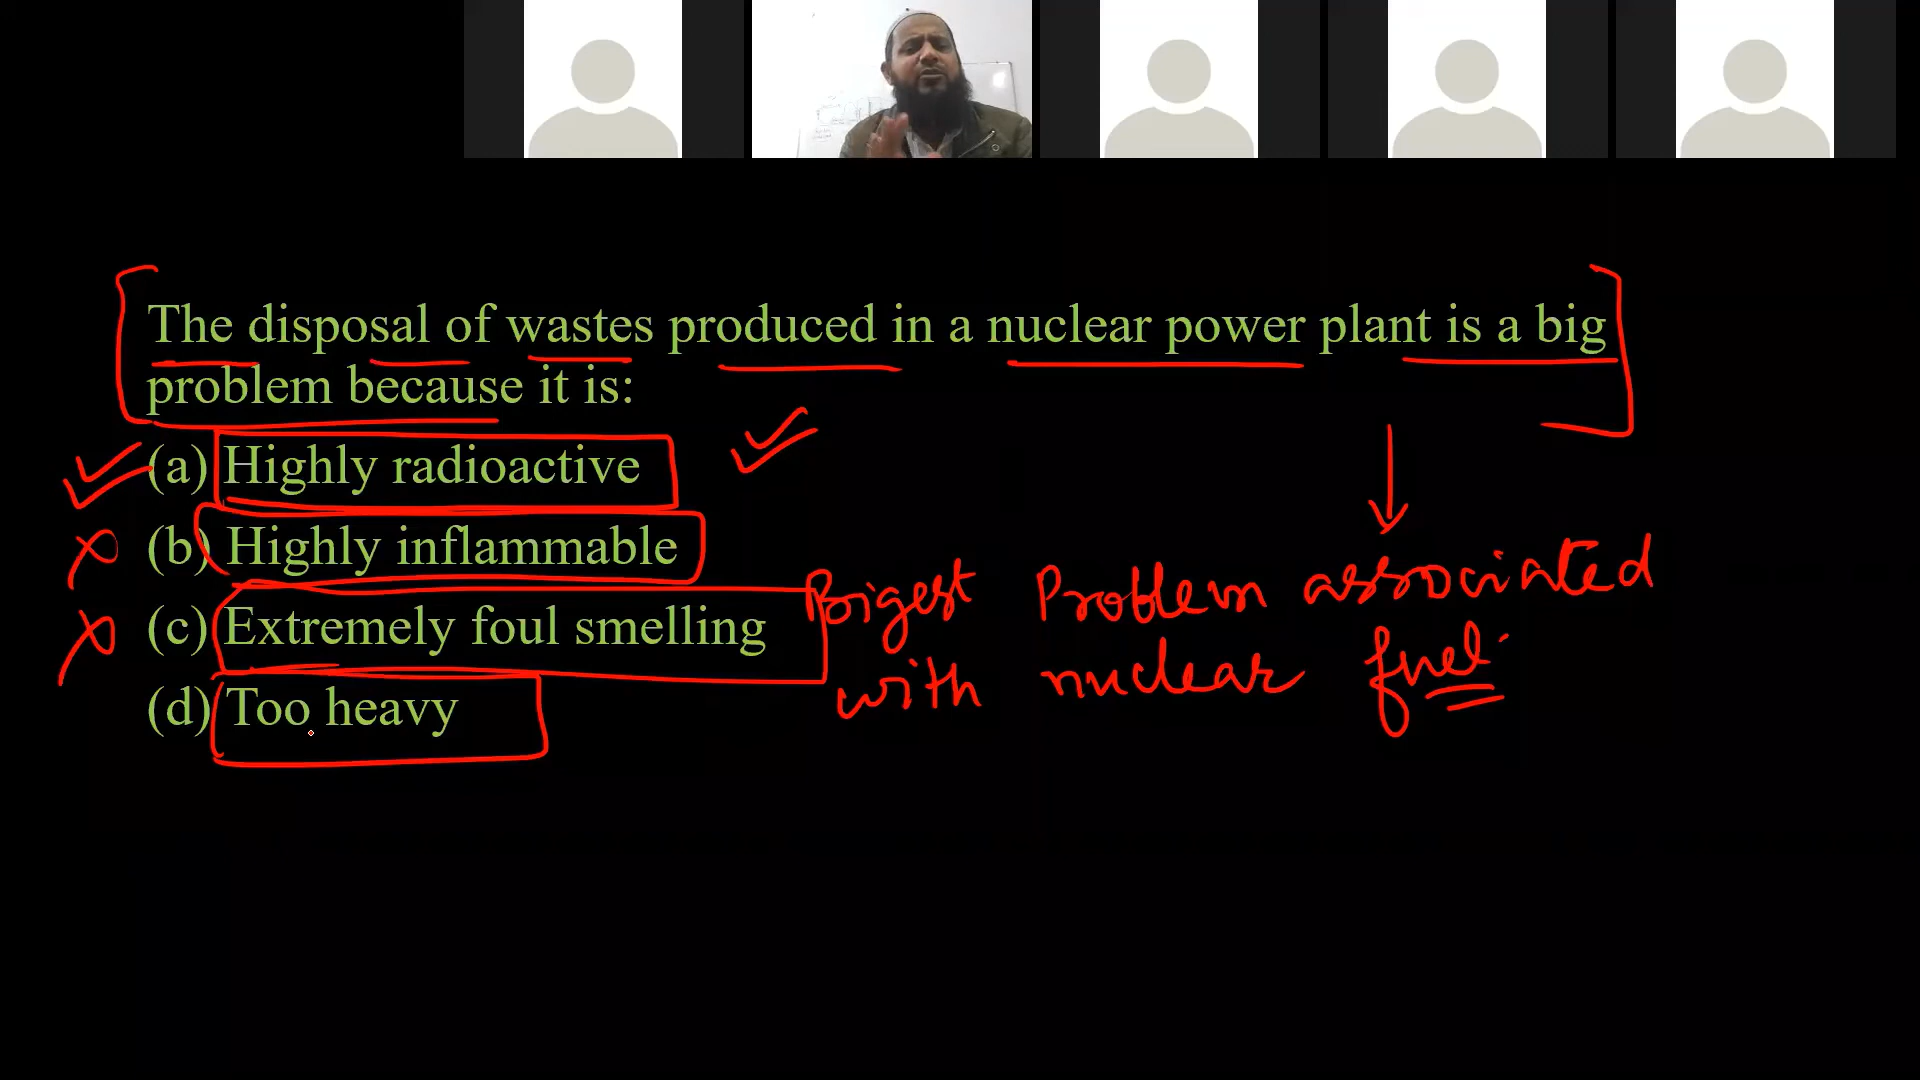 The disposal of wastes produced in a nuclear power plant is a big
problem because it is:
(a) Highly radioactive
(b) Highly inflammable
(c) Extremely foul smelling
(d) Too heavy
Bigest Problem associated
with nuclear fuel.